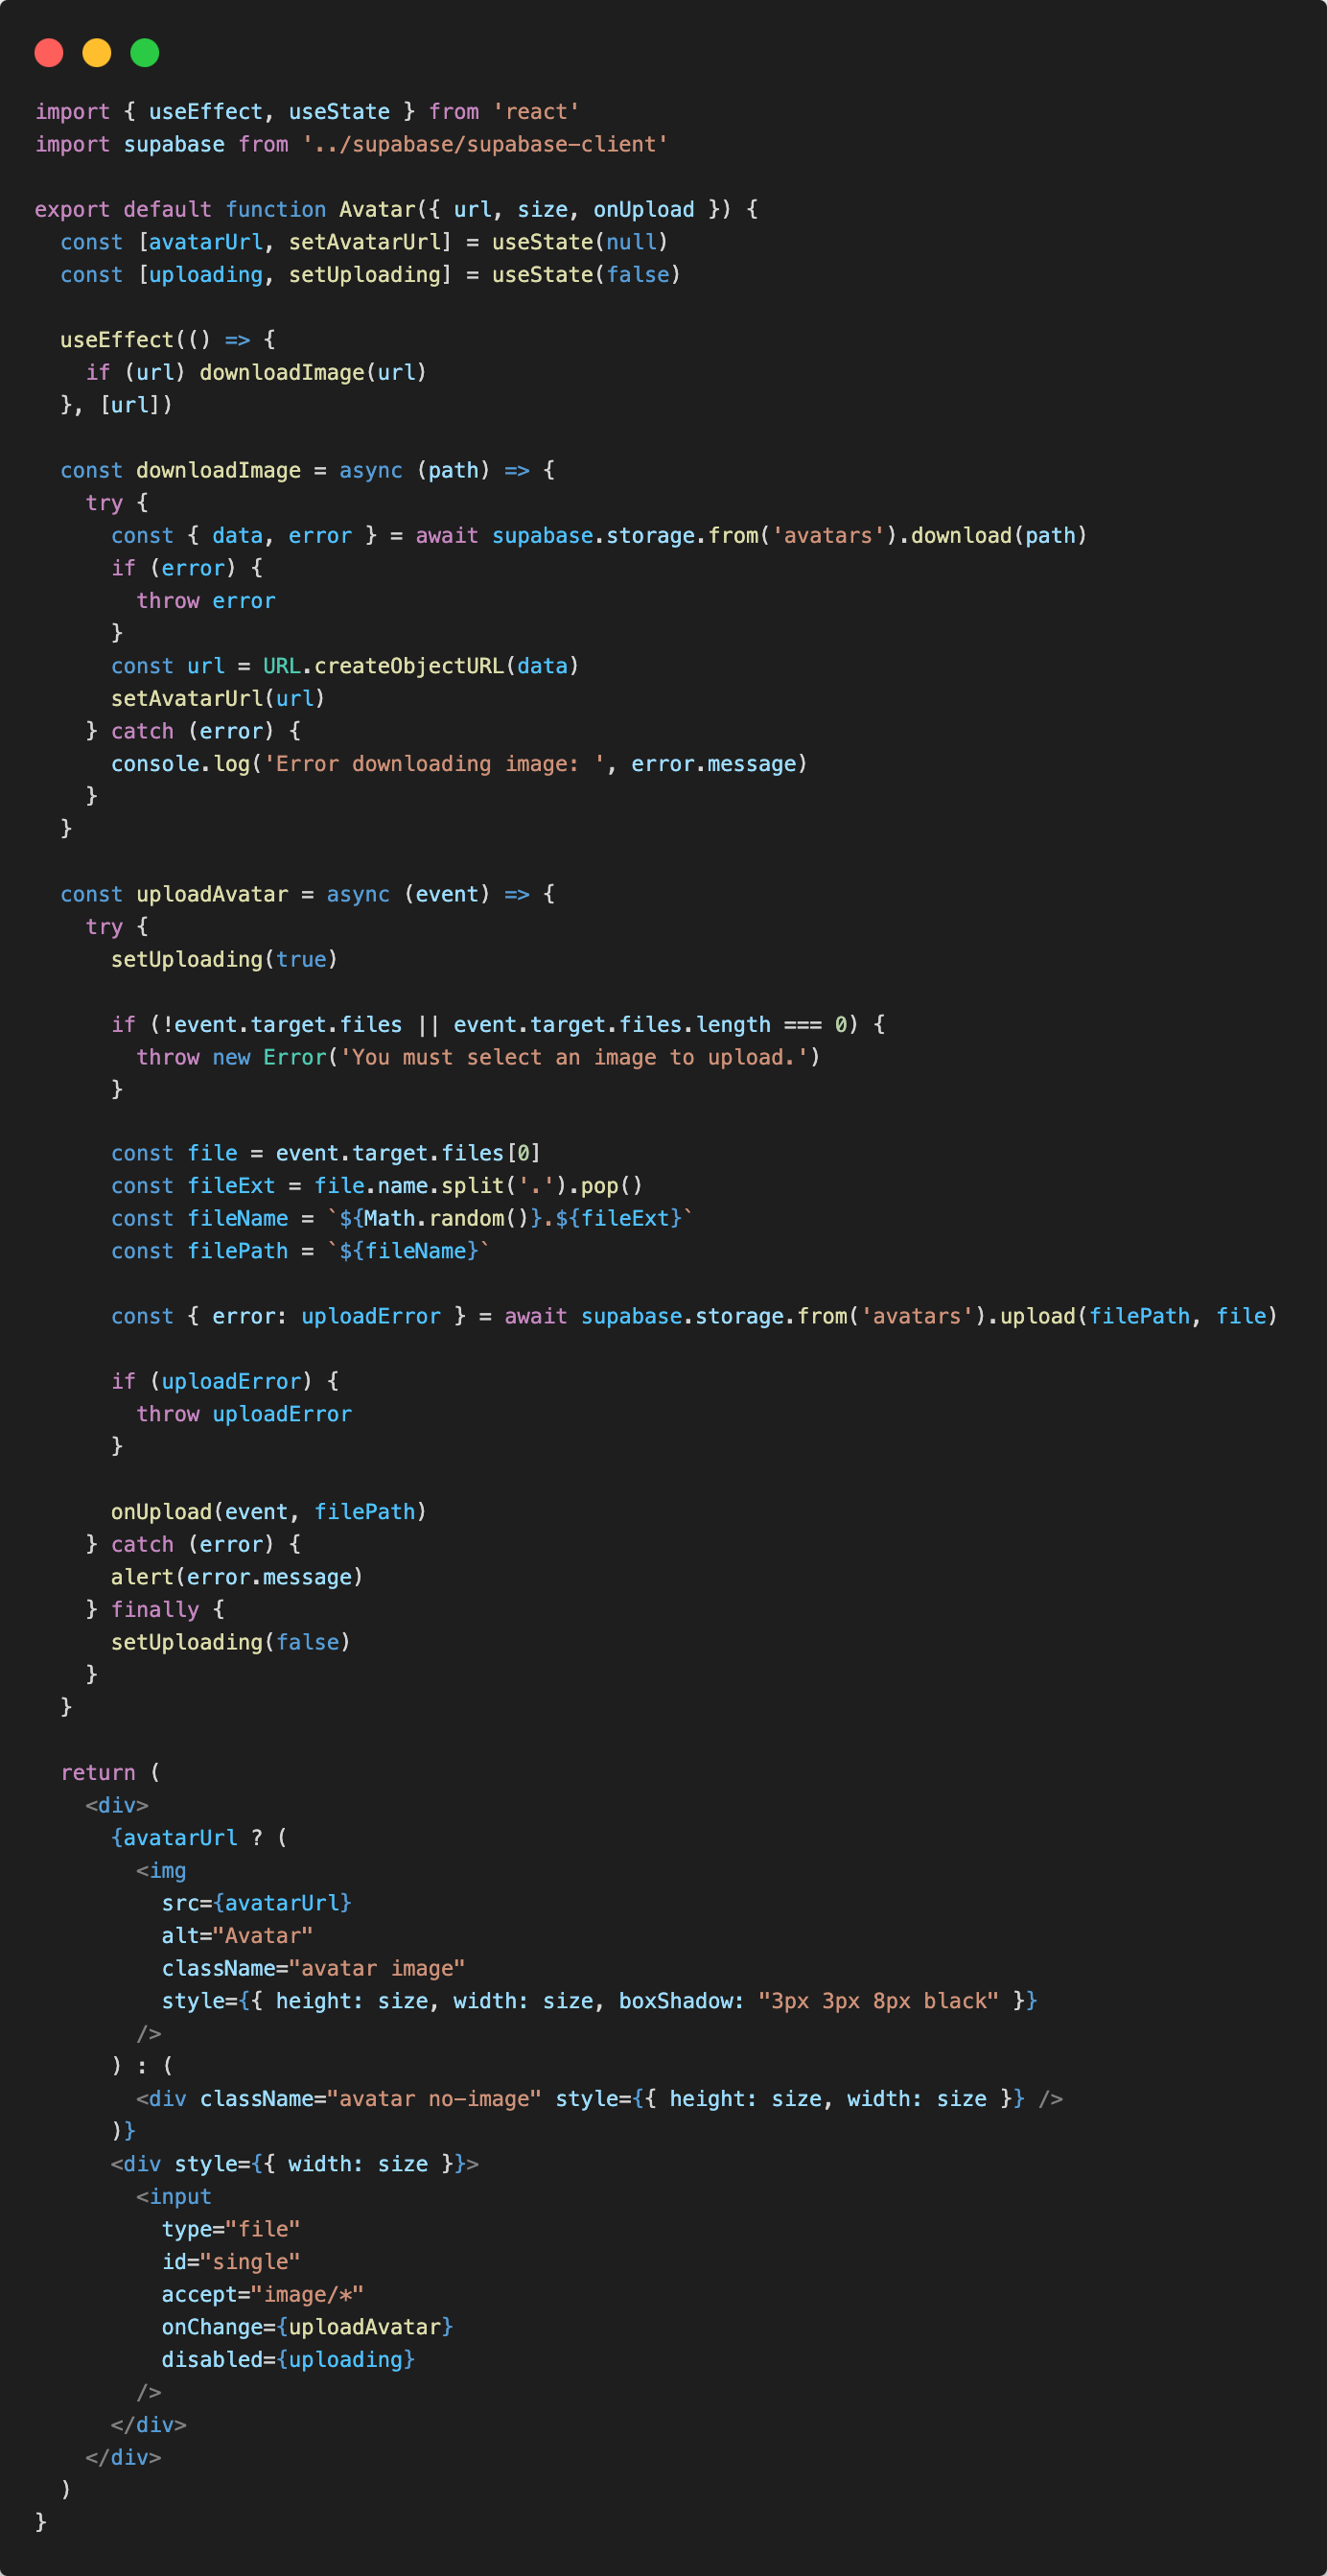 import { useEffect, useState } from 'react'
import supabase from '../supabase/supabase-client'

export default function Avatar({ url, size, onUpload }) {
  const [avatarUrl, setAvatarUrl] = useState(null)
  const [uploading, setUploading] = useState(false)

  useEffect(() => {
    if (url) downloadImage(url)
  }, [url])

  const downloadImage = async (path) => {
    try {
      const { data, error } = await supabase.storage.from('avatars').download(path)
      if (error) {
        throw error
      }
      const url = URL.createObjectURL(data)
      setAvatarUrl(url)
    } catch (error) {
      console.log('Error downloading image: ', error.message)
    }
  }

  const uploadAvatar = async (event) => {
    try {
      setUploading(true)

      if (!event.target.files || event.target.files.length === 0) {
        throw new Error('You must select an image to upload.')
      }

      const file = event.target.files[0]
      const fileExt = file.name.split('.').pop()
      const fileName = `${Math.random()}.${fileExt}`
      const filePath = `${fileName}`

      const { error: uploadError } = await supabase.storage.from('avatars').upload(filePath, file)

      if (uploadError) {
        throw uploadError
      }

      onUpload(event, filePath)
    } catch (error) {
      alert(error.message)
    } finally {
      setUploading(false)
    }
  }

  return (
    <div>
      {avatarUrl ? (
        <img
          src={avatarUrl}
          alt="Avatar"
          className="avatar image"
          style={{ height: size, width: size, boxShadow: "3px 3px 8px black" }}
        />
      ) : (
        <div className="avatar no-image" style={{ height: size, width: size }} />
      )}
      <div style={{ width: size }}>
        <input
          type="file"
          id="single"
          accept="image/*"
          onChange={uploadAvatar}
          disabled={uploading}
        />
      </div>
    </div>
  )
}